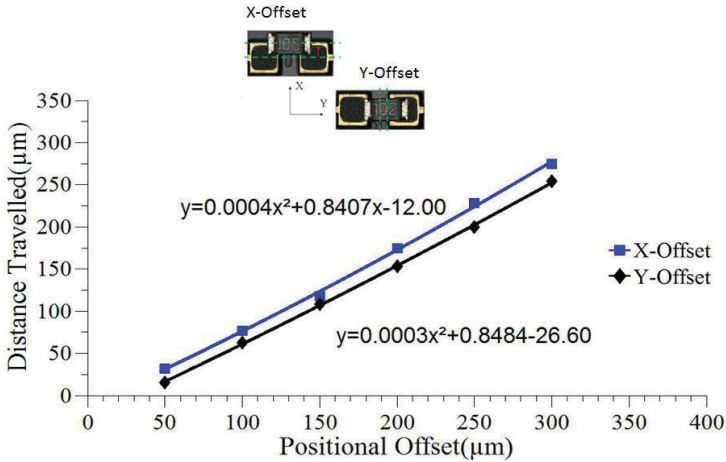 X-Offset
105
X
Y-Offset
Y
102
350
300
250
200
150
100
50
0
Distance Travelled(µm)
y=0.0004x²+0.8407x-12.00
y=0.0003x²+0.8484-26.60
X-Offset
Y-Offset
0 50 100 150 200 250 300 350 400
Positional Offset(µm)